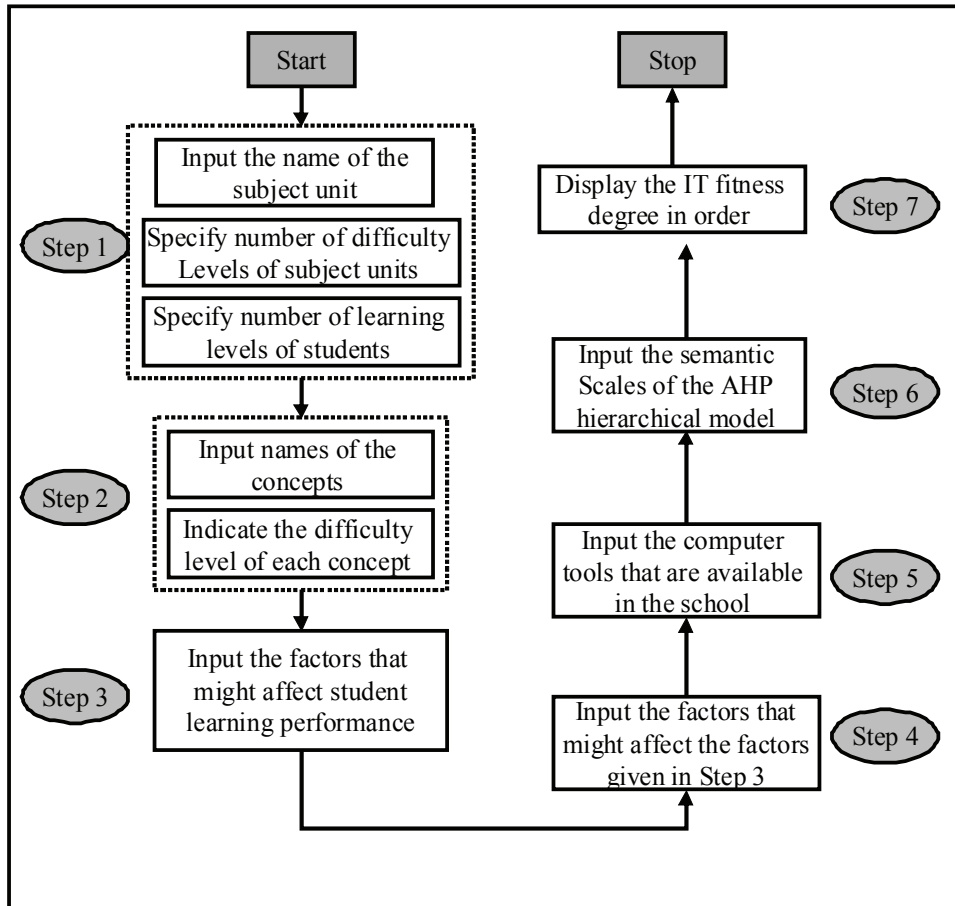 Start
Input the name of the
subject unit
Step 1
Specify number of difficulty
Levels of subject units
Specify number of learning
levels of students
Input names of the
concepts
Step 2
Indicate the difficulty
level of each concept
Input the factors that
might affect student
learning performance
Step 3
Input the factors that
might affect the factors
given in Step 3
Step 4
Input the computer
tools that are available
in the school
Step 5
Input the semantic
Scales of the AHP
hierarchical model
Step 6
Display the IT fitness
degree in order
Step 7
Stop